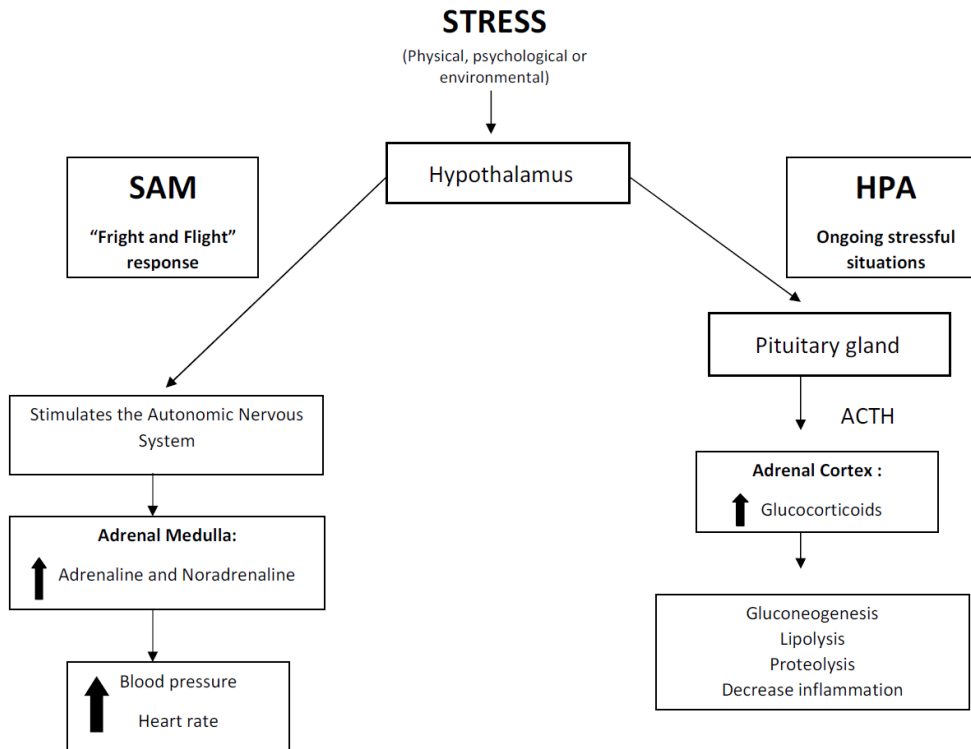 STRESS
(Physical, psychological or
environmental)
Hypothalamus
SAM
“Fright and Flight”
response
HPA
Ongoing stressful
situations
Pituitary gland
ACTH
Stimulates the Autonomic Nervous
System
Adrenal Cortex :
Glucocorticoids
Adrenal Medulla:
Adrenaline and Noradrenaline
Gluconeogenesis
Lipolysis
Proteolysis
Decrease inflammation
Blood pressure
Heart rate